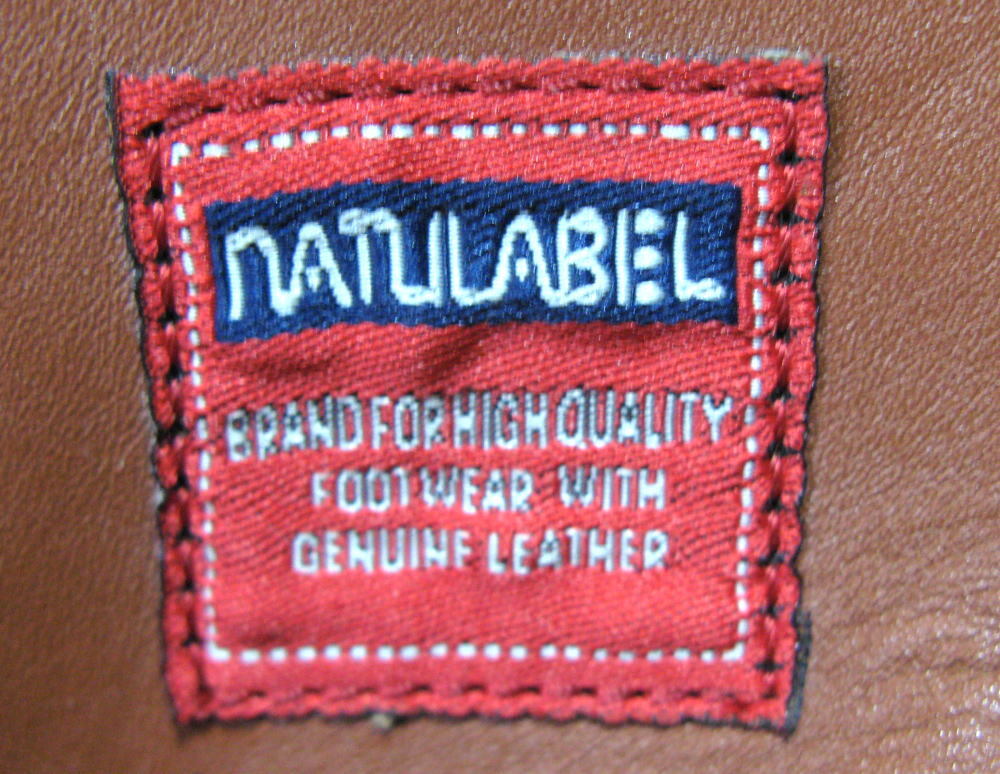 NATULABEL
BRAND FOR HIGH QUALITY
FOOTWEAR WITH
GENUINE LEATHER